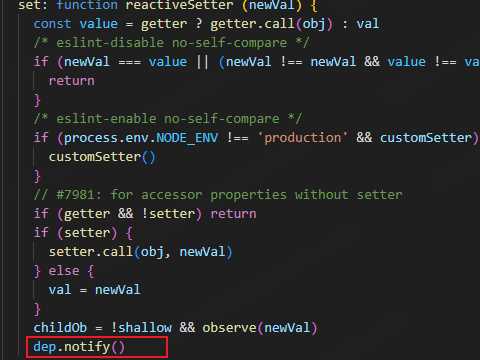 set: function reactiveSetter (newVal) {
const value = getter ? getter.call(obj) : val
/* eslint-disable no-self-compare */
if (newVal === value || (newVal !== newVal && value !== va
return
}
/* eslint-enable no-self-compare */
if (process.env.NODE_ENV !== 'production' && customSetter)
customSetter()
}
// #7981: for accessor properties without setter
if (getter && !setter) return
if (setter) {
setter.call(obj, newVal)
} else {
val = newVal
}
childOb = !shallow && observe(newVal)
dep.notify()